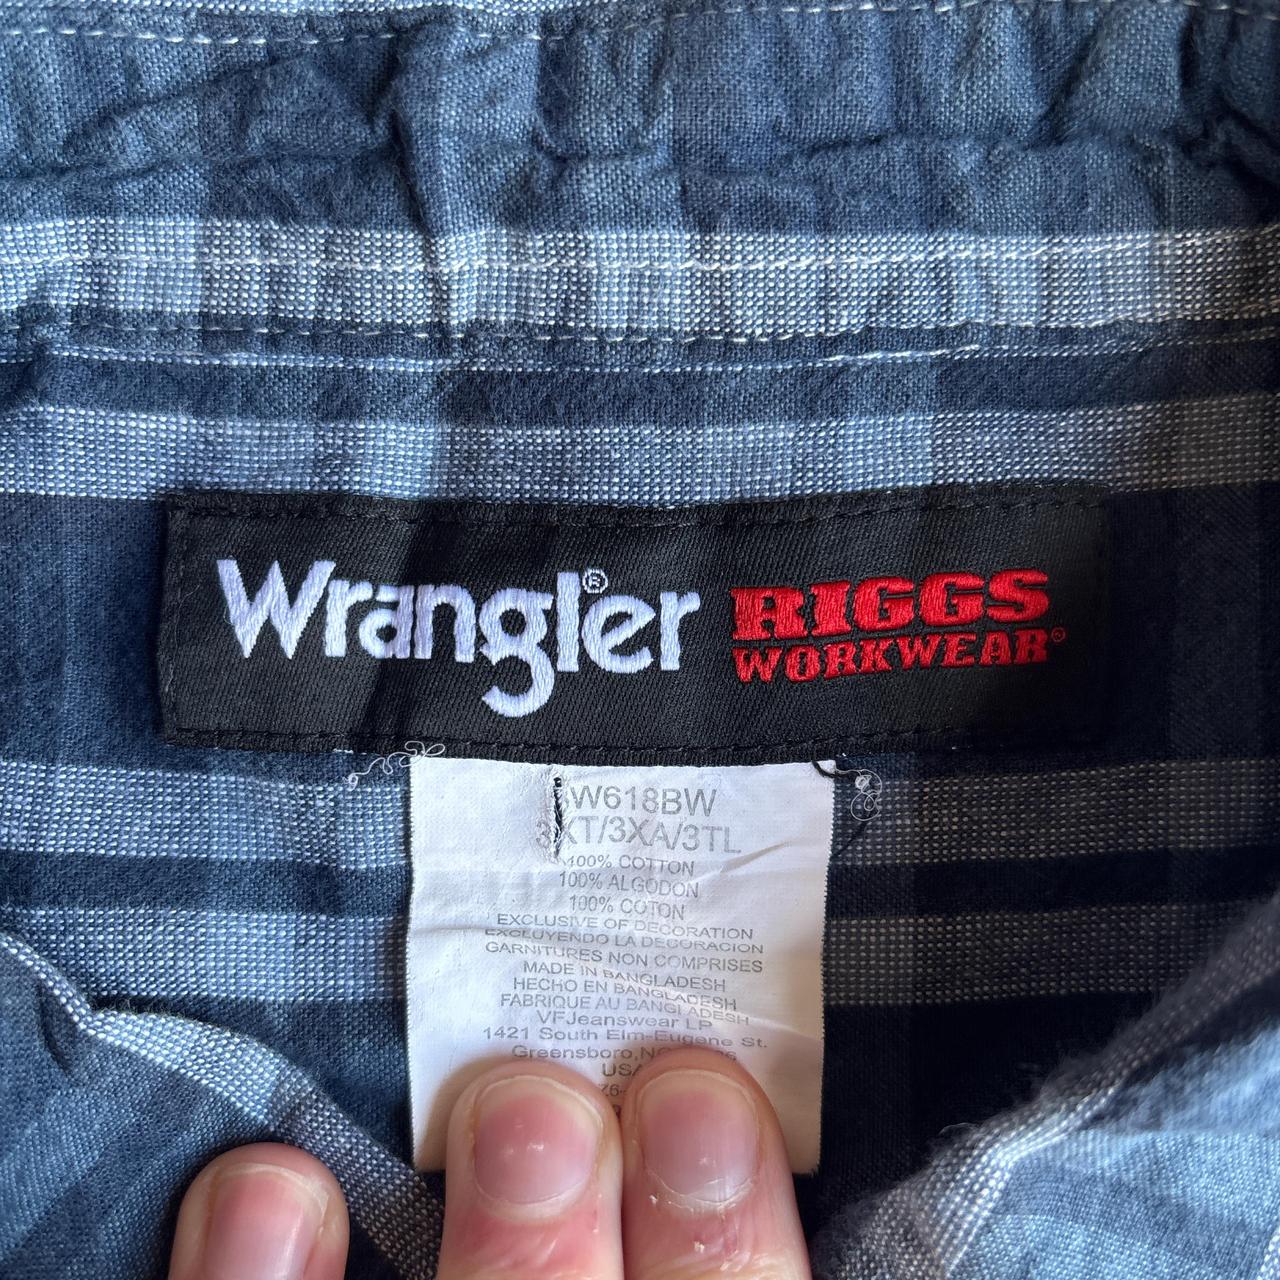 Wrangler® RIGGS
WORKWEAR®
W618BW
3XT/3XA/3TL
100% COTTON
100% ALGODON
100% COTON
EXCLUSIVE OF DECORATION
EXCLUYENDO LA DECORACION
GARNITURES NON COMPRISES
MADE IN BANGLADESH
HECHO EN BANGLADESH
FABRIQUE AU BANGLADESH
VFJeanswear LP
1421 South Elm-Eugene St.
Greensboro,
USA